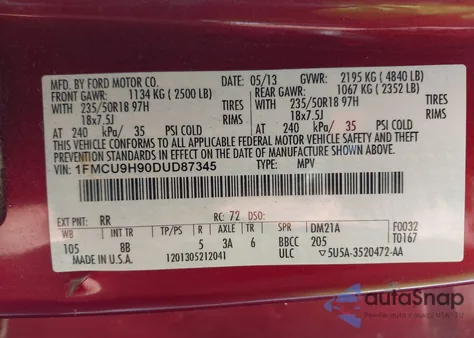 MFD. BY FORD MOTOR CO. 05/13 GVWR: 2195 KG ( 4840 LB)
FRONT GAWR: 1134 KG ( 2500 LB) REAR GAWR: 1067 KG ( 2352 LB)
WITH WITH
235/50R18 97H TIRES 235/50R18 97H TIRES
18x7.5J RIMS 18x7.5J RIMS
AT 240 kPa/ 35 PSI COLD AT 240 kPa/ 35 PSI COLD
THIS VEHICLE CONFORMS TO ALL APPLICABLE FEDERAL MOTOR VEHICLE SAFETY AND THEFT
PREVENTION STANDARDS IN EFFECT ON THE DATE OF MANUFACTURE SHOWN ABOVE.
VIN: 1FMCU9H90DUD87345 TYPE: MPV
EXT PNT: RR RC: 72 DSO:
WB INT TR TP/PS R AXLE TR SPR DM21A F0032
105 8B 5 3A 6 BBCC 205 T0167
MADE IN U.S.A. 1201305212041 ULC 5U5A-3520472-AA
autaSnap